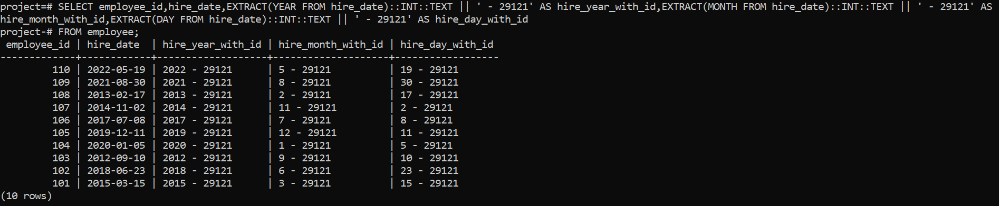 project=# SELECT employee_id,hire_date,EXTRACT(YEAR FROM hire_date)::INT::TEXT || ' - 29121' AS hire_year_with_id,EXTRACT(MONTH FROM hire_date)::INT::TEXT || ' - 29121' AS
hire_month_with_id,EXTRACT(DAY FROM hire_date)::INT::TEXT || ' - 29121' AS hire_day_with_id
project-# FROM employee;
 employee_id | hire_date  | hire_year_with_id | hire_month_with_id | hire_day_with_id
-------------+------------+-------------------+--------------------+------------------
         110 | 2022-05-19 | 2022 - 29121      | 5 - 29121          | 19 - 29121
         109 | 2021-08-30 | 2021 - 29121      | 8 - 29121          | 30 - 29121
         108 | 2013-02-17 | 2013 - 29121      | 2 - 29121          | 17 - 29121
         107 | 2014-11-02 | 2014 - 29121      | 11 - 29121         | 2 - 29121
         106 | 2017-07-08 | 2017 - 29121      | 7 - 29121          | 8 - 29121
         105 | 2019-12-11 | 2019 - 29121      | 12 - 29121         | 11 - 29121
         104 | 2020-01-05 | 2020 - 29121      | 1 - 29121          | 5 - 29121
         103 | 2012-09-10 | 2012 - 29121      | 9 - 29121          | 10 - 29121
         102 | 2018-06-23 | 2018 - 29121      | 6 - 29121          | 23 - 29121
         101 | 2015-03-15 | 2015 - 29121      | 3 - 29121          | 15 - 29121
(10 rows)